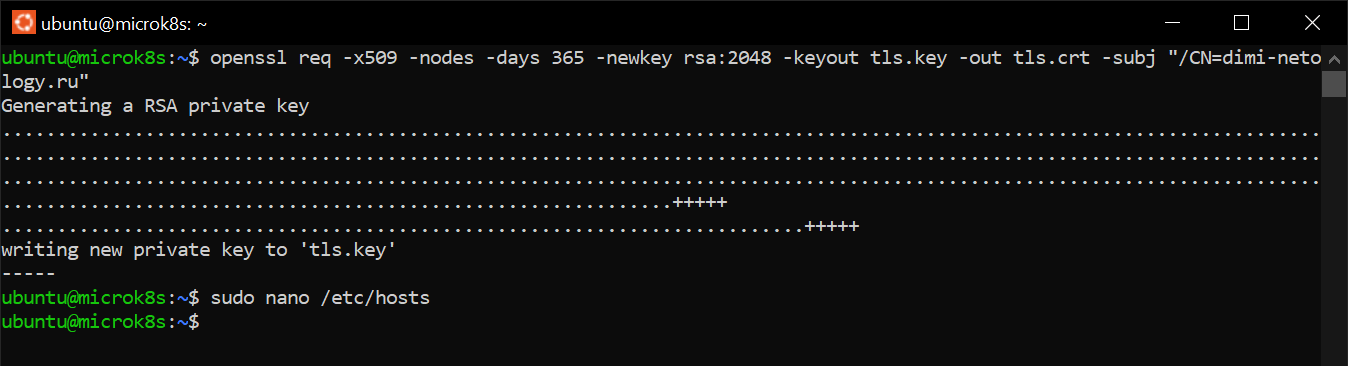 ubuntu@microk8s: ~
ubuntu@microk8s:~$ openssl req -x509 -nodes -days 365 -newkey rsa:2048 -keyout tls.key -out tls.crt -subj "/CN=dimi-neto
logy.ru"
Generating a RSA private key
........................................................................................................................
........................................................................................................................
........................................................................................................................
.............................................................+++++
.........................................................................+++++
writing new private key to 'tls.key'
-----
ubuntu@microk8s:~$ sudo nano /etc/hosts
ubuntu@microk8s:~$